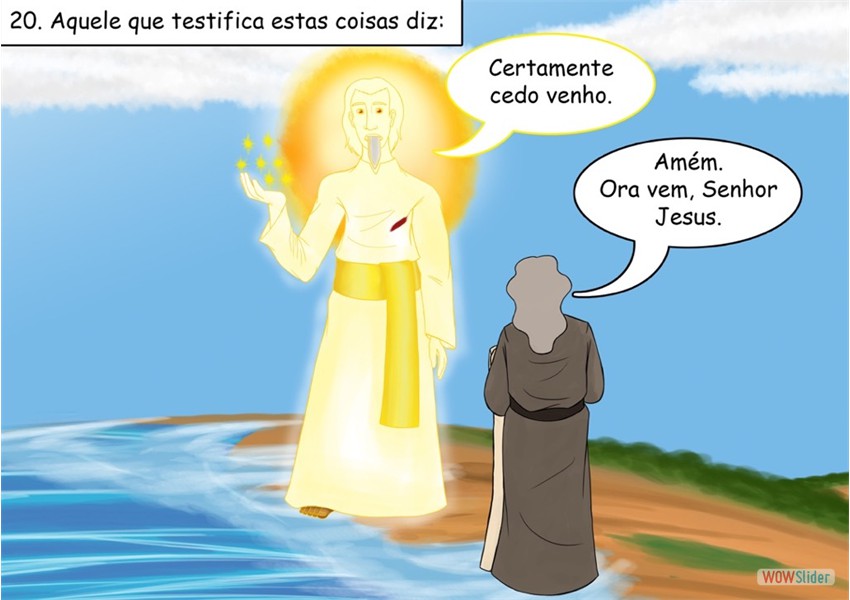 20. Aquele que testifica estas coisas diz:
Certamente
cedo venho.
Amém.
Ora vem, Senhor
Jesus.
WOWSlider